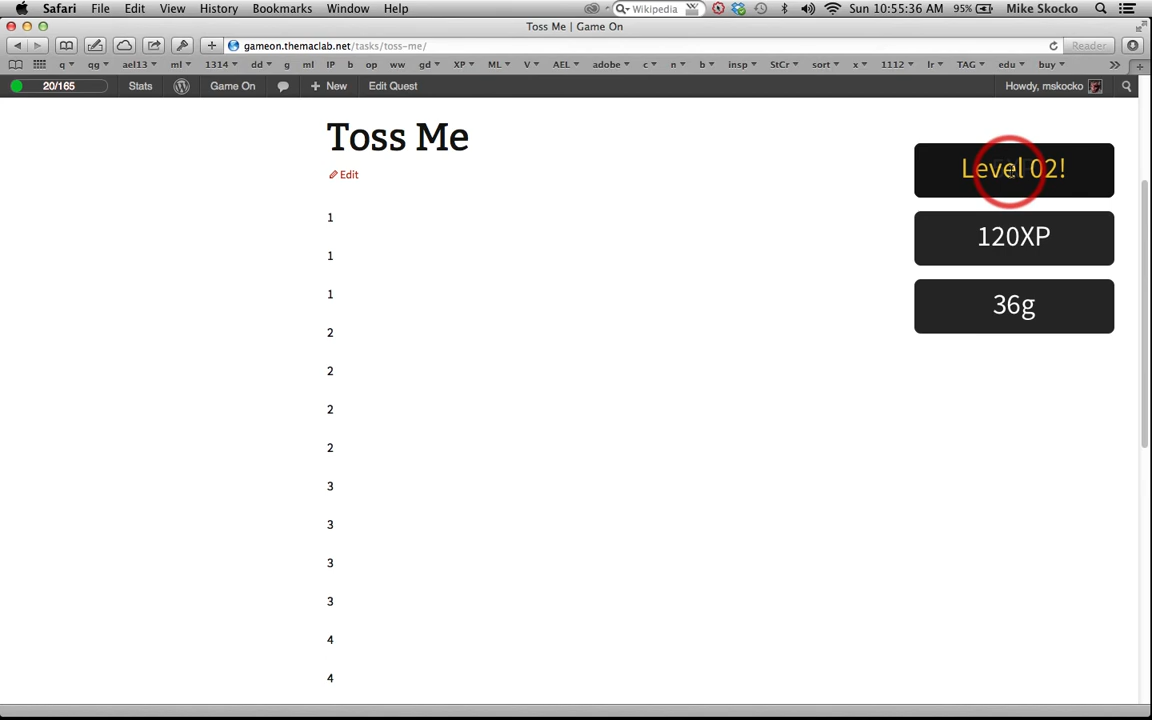 Safari File Edit View History Bookmarks Window Help Wikipedia Sun 10:55:36 AM 95% Mike Skocko
Toss Me | Game On
gameon.themaclab.net/tasks/toss-me/ Reader
q qg ael13 ml 1314 dd g ml IP b op ww gd XP ML V AEL adobe c n b insp StCr sort x 1112 lr TAG edu buy
20/165 Stats Game On New Edit Quest Howdy, mskocko
Toss Me
Edit
Level 02!
120XP
36g
1
1
1
2
2
2
2
3
3
3
3
4
4